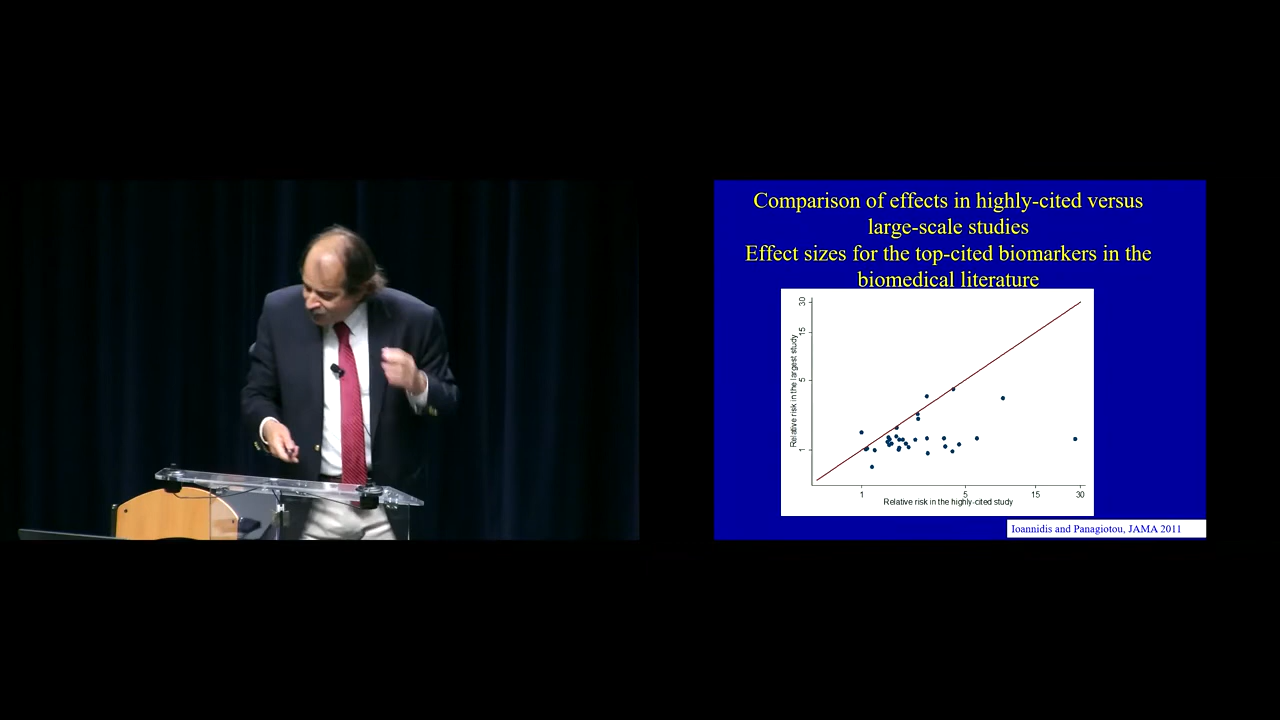 Comparison of effects in highly-cited versus
large-scale studies
Effect sizes for the top-cited biomarkers in the
biomedical literature
Relative risk in the largest study
30
15
5
1
1
5
15
30
Relative risk in the highly-cited study
Ioannidis and Panagiotou, JAMA 2011